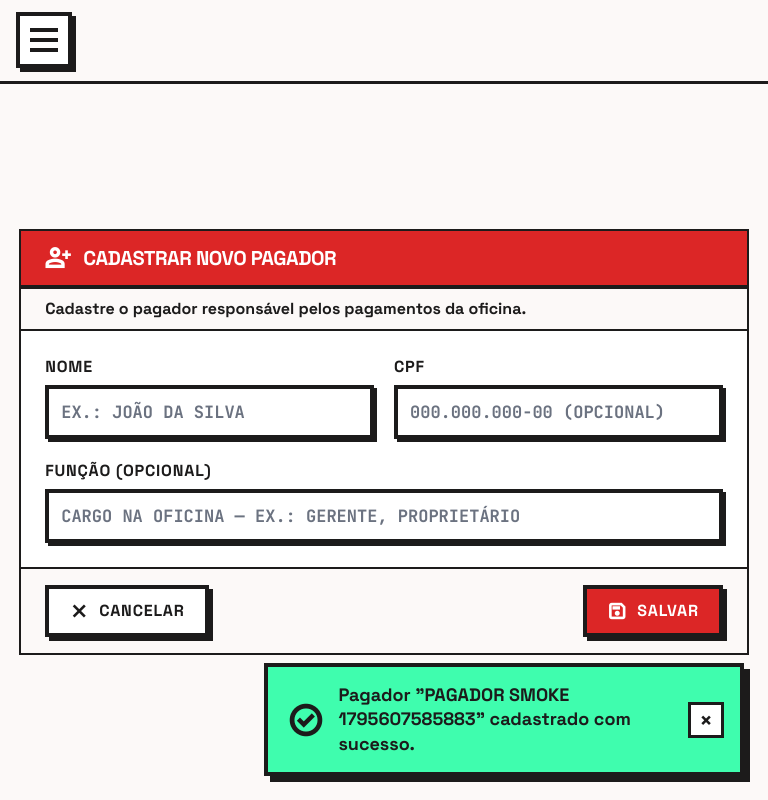 CADASTRAR NOVO PAGADOR
Cadastre o pagador responsável pelos pagamentos da oficina.
NOME
CPF
EX.: JOÃO DA SILVA
000.000.000-00 (OPCIONAL)
FUNÇÃO (OPCIONAL)
CARGO NA OFICINA — EX.: GERENTE, PROPRIETÁRIO
CANCELAR
SALVAR
Pagador ”PAGADOR SMOKE
1795607585883” cadastrado com
sucesso.